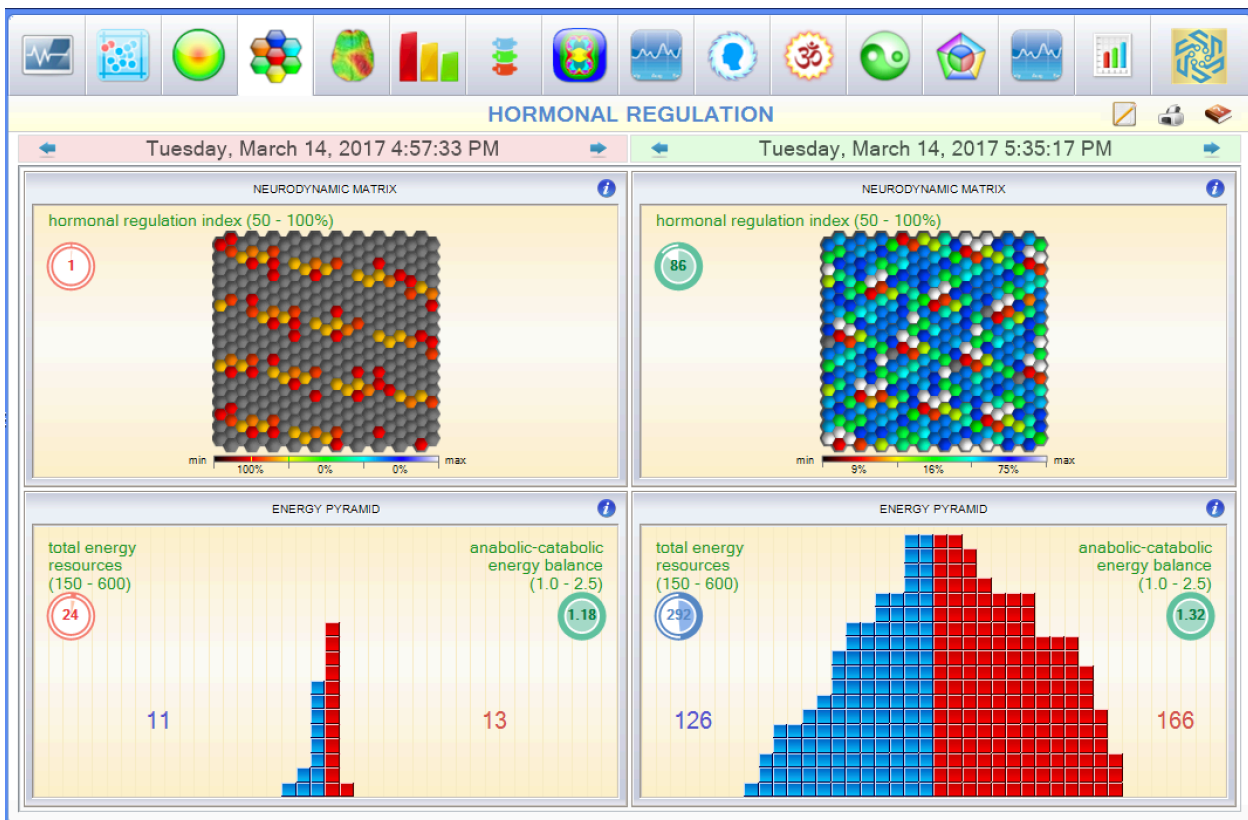 HORMONAL REGULATION
Tuesday, March 14, 2017 4:57:33 PM
Tuesday, March 14, 2017 5:35:17 PM
NEURODYNAMIC MATRIX
hormonal regulation index (50 - 100%)
1
min
100%
0%
0%
max
NEURODYNAMIC MATRIX
hormonal regulation index (50 - 100%)
86
min
9%
16%
75%
max
ENERGY PYRAMID
total energy
resources
(150 - 600)
24
anabolic-catabolic
energy balance
(1.0 - 2.5)
1.18
11
13
ENERGY PYRAMID
total energy
resources
(150 - 600)
292
anabolic-catabolic
energy balance
(1.0 - 2.5)
1.32
126
166